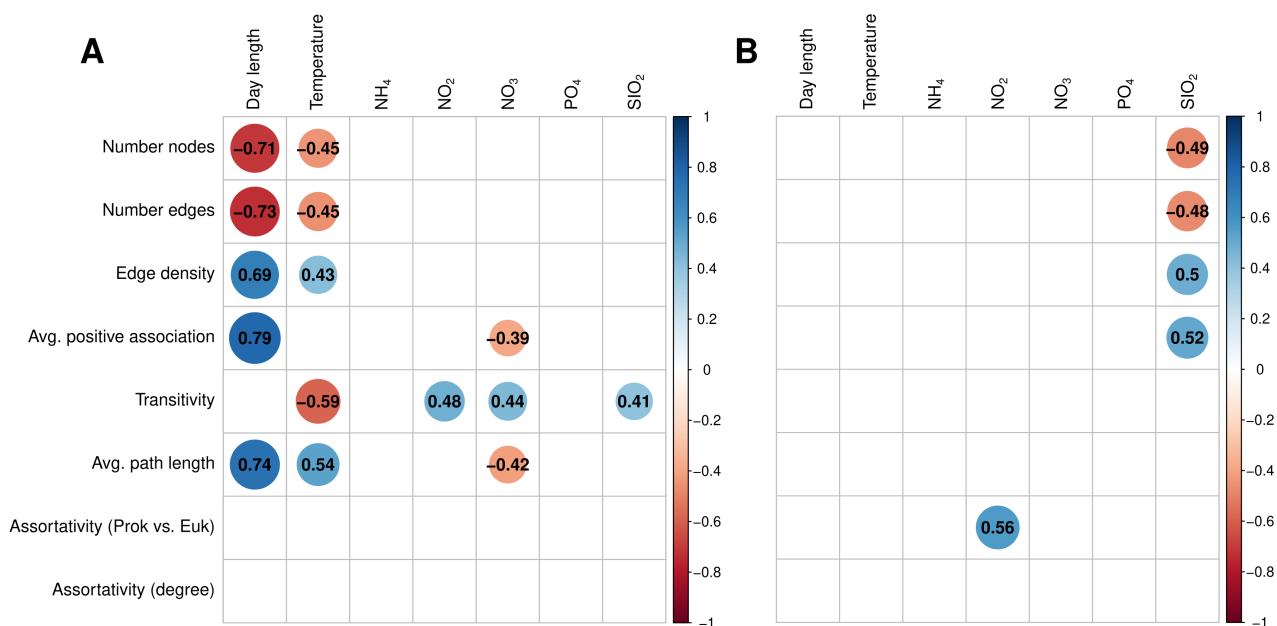 A
Day length
Temperature
NH₄
NO₂
NO₃
PO₄
SIO₂
B
Day length
Temperature
NH₄
NO₂
NO₃
PO₄
SIO₂
Number nodes
−0.71 −0.45
−0.49
Number edges
−0.73 −0.45
−0.48
Edge density
0.69 0.43
0.5
Avg. positive association
0.79 −0.39
0.52
Transitivity
−0.59 0.48 0.44 0.41
Avg. path length
0.74 0.54 −0.42
Assortativity (Prok vs. Euk)
0.56
Assortativity (degree)
1
0.8
0.6
0.4
0.2
0
−0.2
−0.4
−0.6
−0.8
−1
1
0.8
0.6
0.4
0.2
0
−0.2
−0.4
−0.6
−0.8
−1